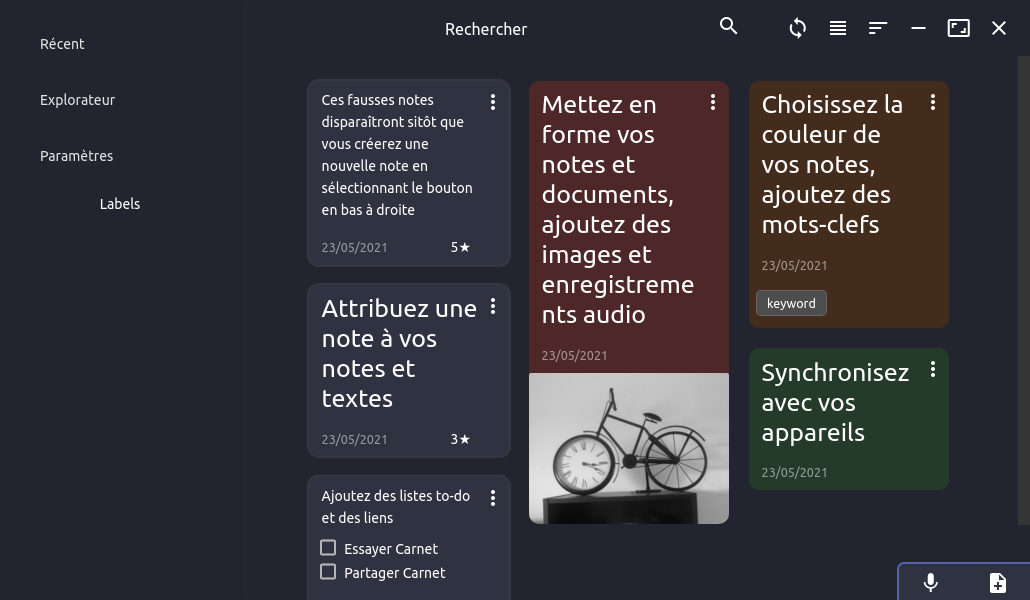 Récent
Explorateur
Paramètres
Labels
Rechercher
Ces fausses notes
disparaîtront sitôt que
vous créerez une
nouvelle note en
sélectionnant le bouton
en bas à droite
23/05/2021
5★
Attribuez une
note à vos
notes et
textes
23/05/2021
3★
Ajoutez des listes to-do
et des liens
Essayer Carnet
Partager Carnet
Mettez en
forme vos
notes et
documents,
ajoutez des
images et
enregistreme
nts audio
23/05/2021
Choisissez la
couleur de
vos notes,
ajoutez des
mots-clefs
23/05/2021
keyword
Synchronisez
avec vos
appareils
23/05/2021